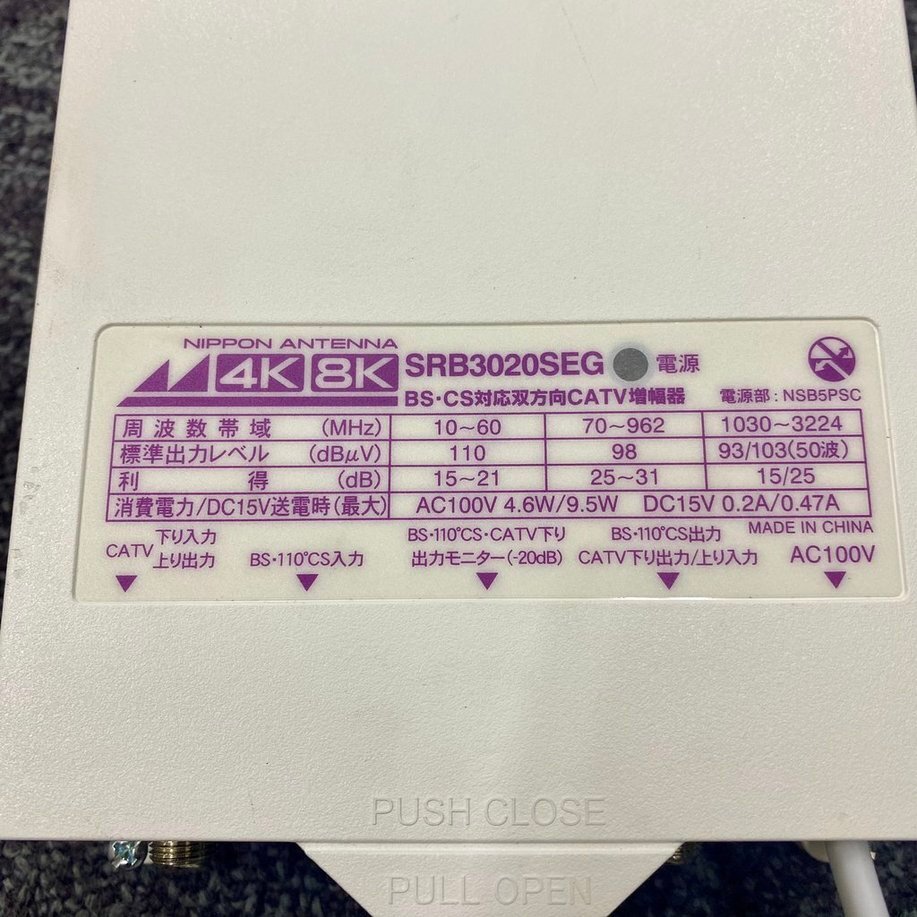 NIPPON ANTENNA
4K 8K SRB3020SEG 電源
BS・CS対応双方向CATV増幅器 電源部：NSB5PSC
周波数帯域 (MHz) 10～60 70～962 1030～3224
標準出力レベル (dBμV) 110 98 93/103(50波)
利得 (dB) 15～21 25～31 15/25
消費電力/DC15V送電時(最大) AC100V 4.6W/9.5W DC15V 0.2A/0.47A
MADE IN CHINA
CATV 下り入力
上り出力
BS・110°CS入力
BS・110°CS・CATV下り
出力モニター(-20dB)
BS・110°CS出力
CATV下り出力/上り入力
AC100V
PUSH CLOSE
PULL OPEN